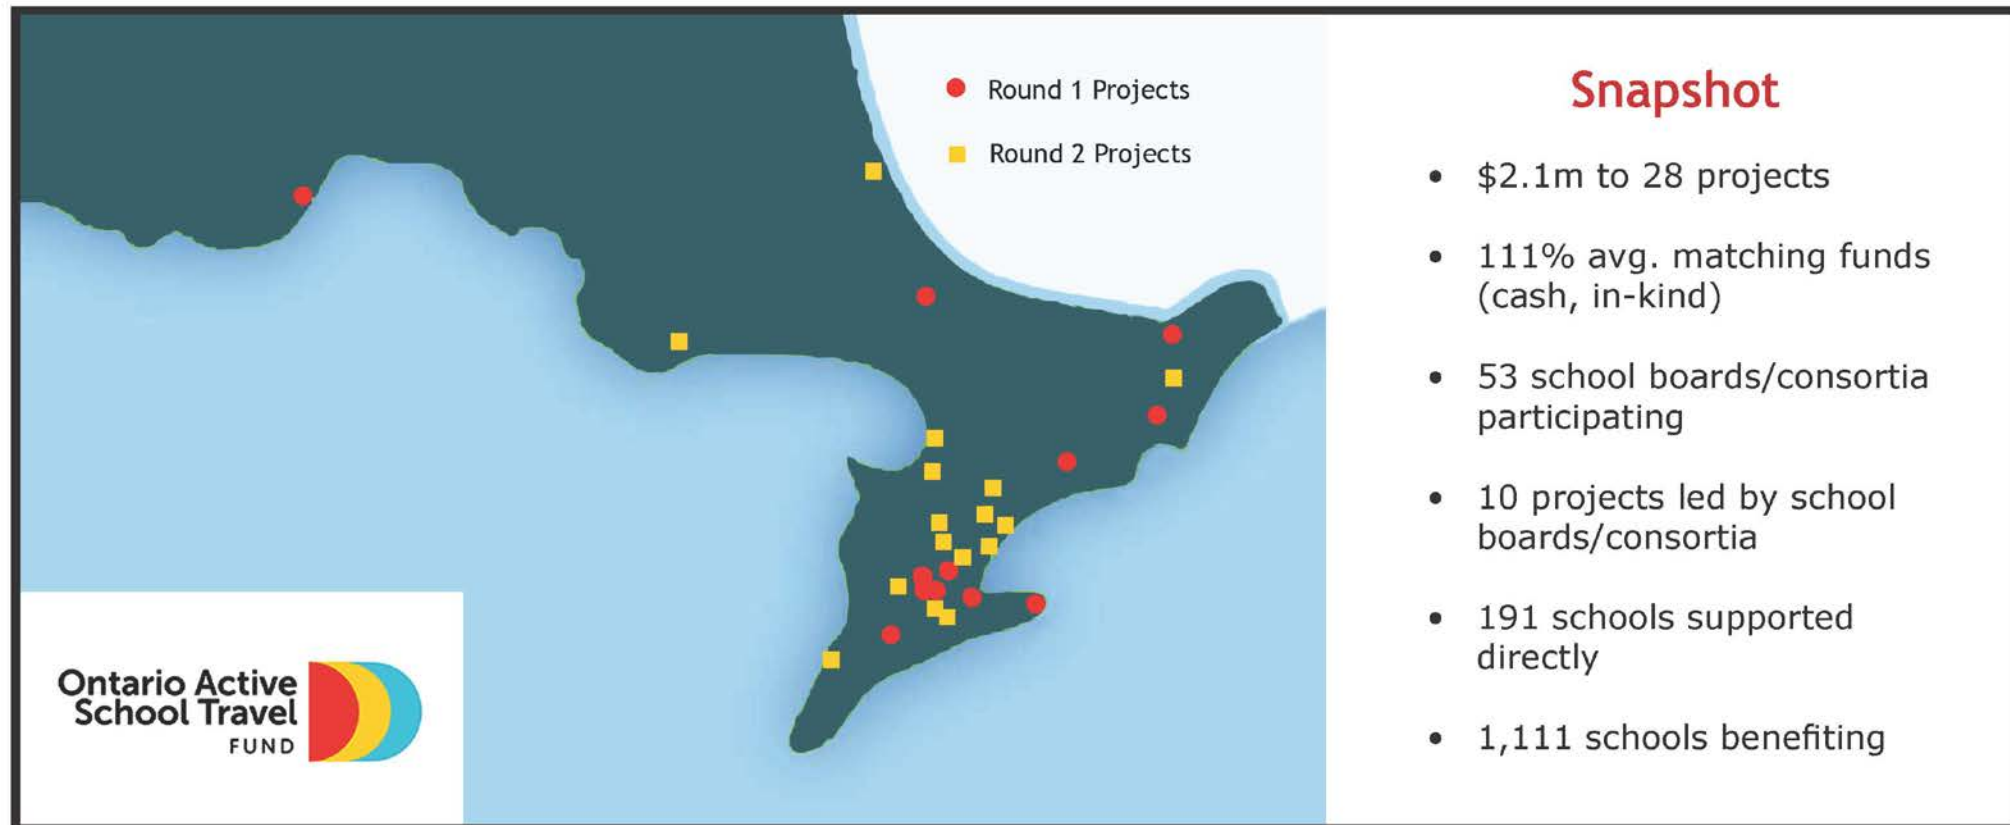 Round 1 Projects
Round 2 Projects
Ontario Active
School Travel
FUND
Snapshot
• $2.1m to 28 projects
• 111% avg. matching funds
(cash, in-kind)
• 53 school boards/consortia
participating
• 10 projects led by school
boards/consortia
• 191 schools supported
directly
• 1,111 schools benefiting